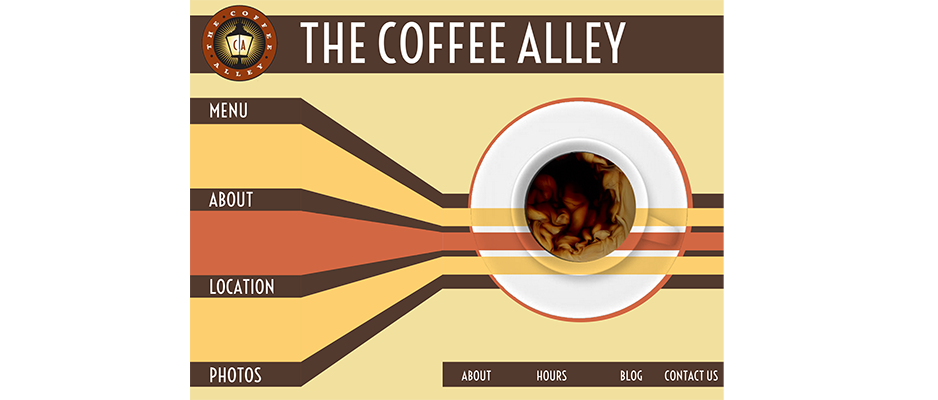 THE COFFEE ALLEY
CA
THE COFFEE ALLEY
MENU
ABOUT
LOCATION
PHOTOS
ABOUT HOURS BLOG CONTACT US